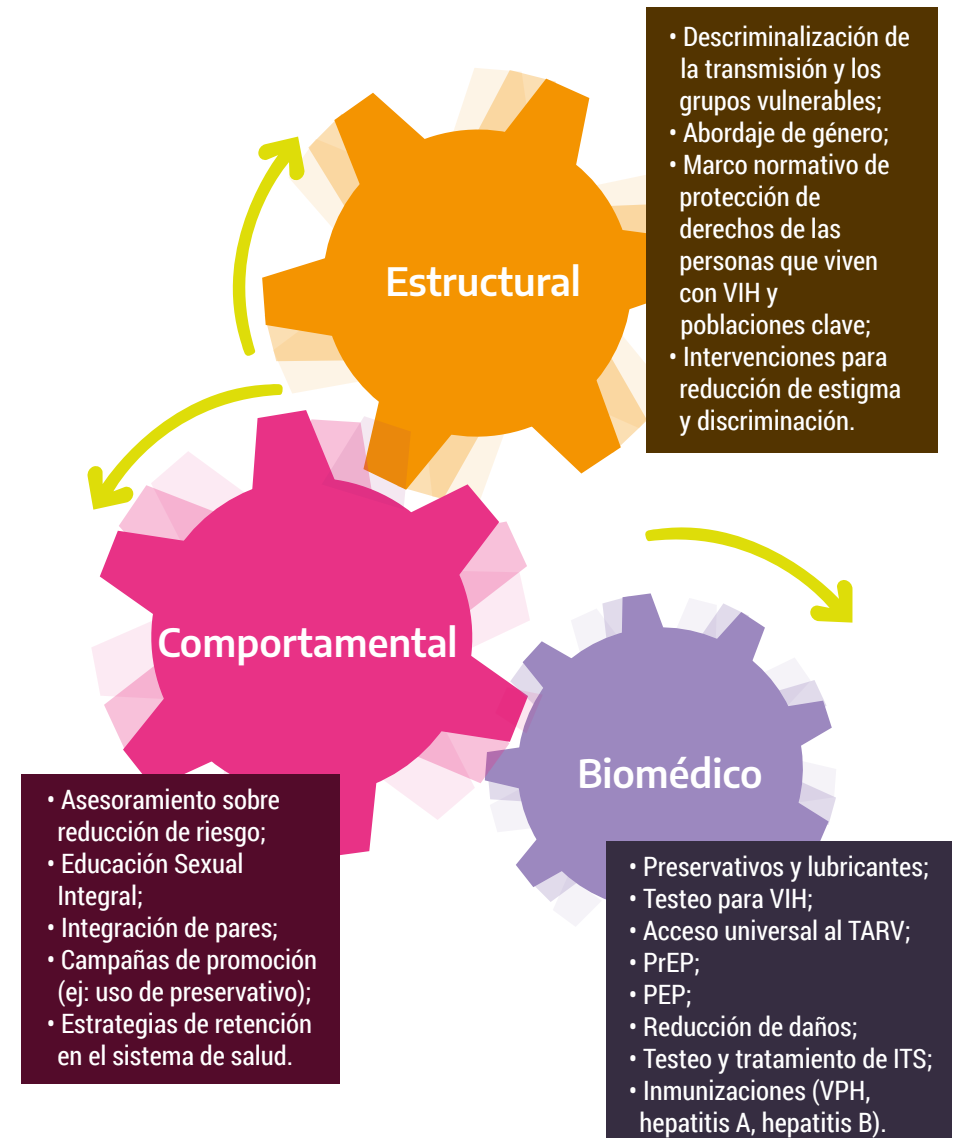 Estructural
• Descriminalización de
la transmisión y los
grupos vulnerables;
• Abordaje de género;
• Marco normativo de
protección de
derechos de las
personas que viven
con VIH y
poblaciones clave;
• Intervenciones para
reducción de estigma
y discriminación.
Comportamental
• Asesoramiento sobre
reducción de riesgo;
• Educación Sexual
Integral;
• Integración de pares;
• Campañas de promoción
(ej: uso de preservativo);
• Estrategias de retención
en el sistema de salud.
Biomédico
• Preservativos y lubricantes;
• Testeo para VIH;
• Acceso universal al TARV;
• PrEP;
• PEP;
• Reducción de daños;
• Testeo y tratamiento de ITS;
• Inmunizaciones (VPH,
hepatitis A, hepatitis B).